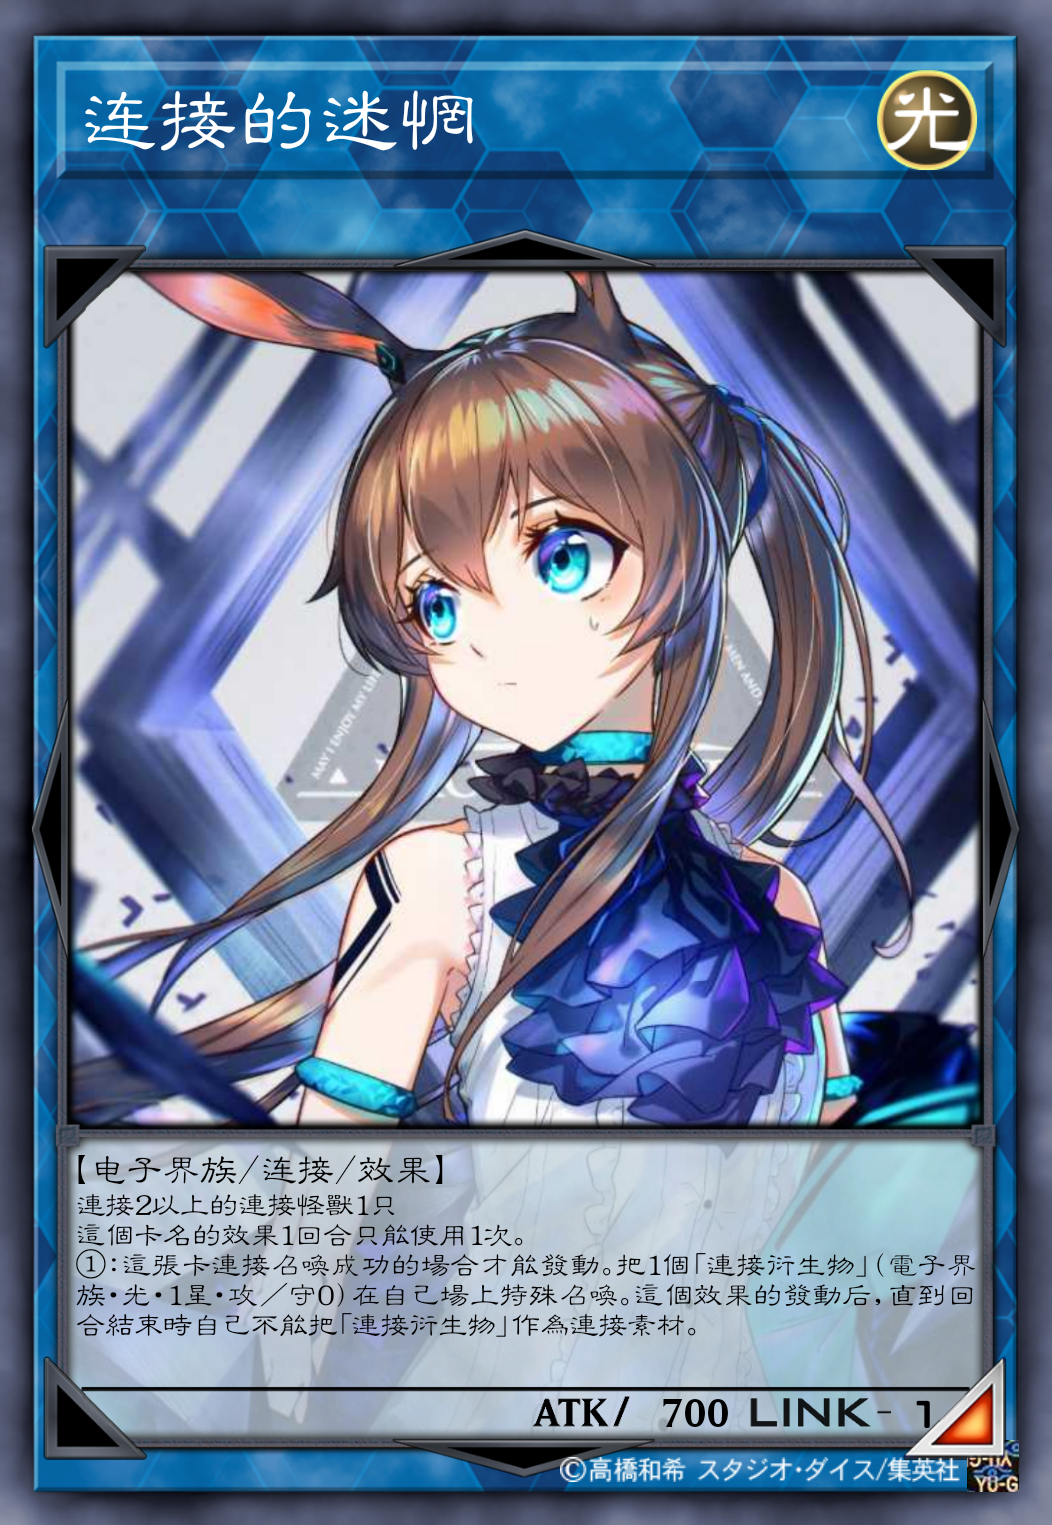 连接的迷惘
光
MAY I ENJOY MY LIF
MEN AND
【电子界族/连接/效果】
連接2以上的連接怪獸1只
這個卡名的效果1回合只能使用1次。
①：這張卡連接召喚成功的場合才能發動。把1個「連接衍生物」（電子界
族・光・1星・攻／守0）在自己場上特殊召喚。這個效果的發動后，直到回
合結束時自己不能把「連接衍生物」作為連接素材。
ATK/ 700 LINK- 1
©高橋和希 スタジオ・ダイス/集英社
YU-G